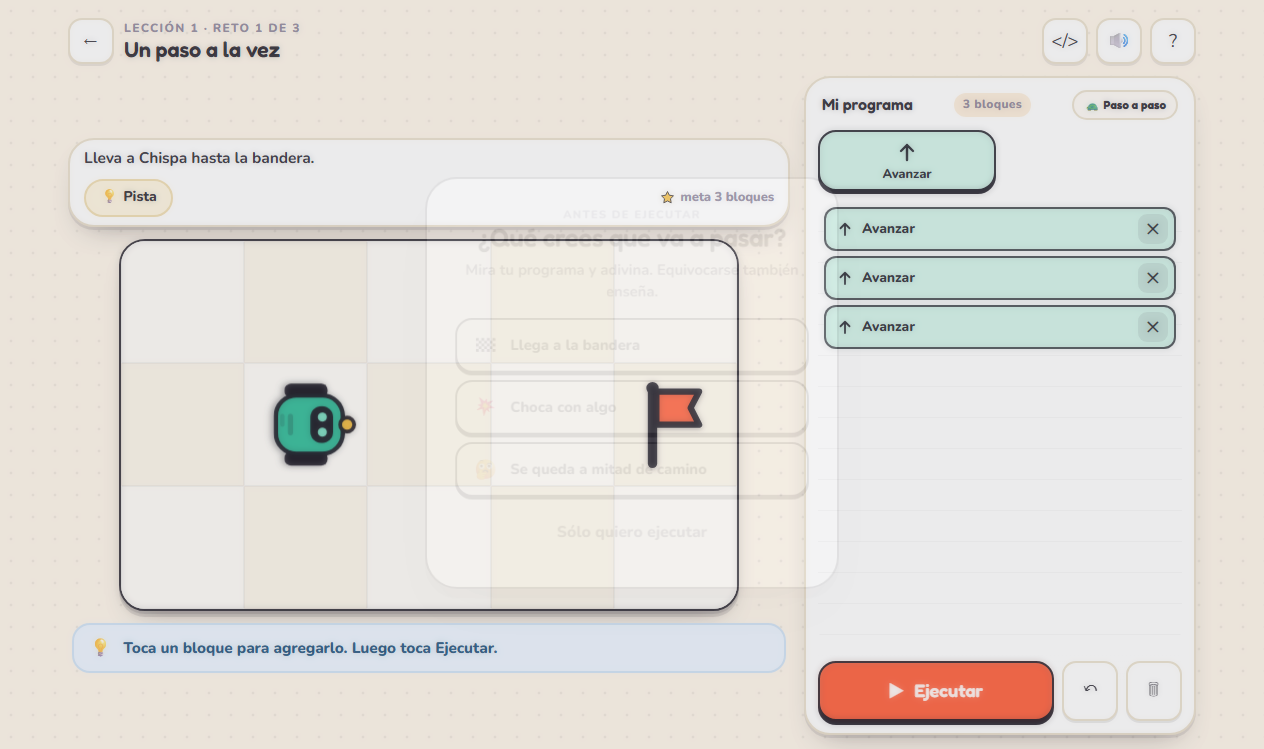 LECCIÓN 1 · RETO 1 DE 3
Un paso a la vez
</>
?
Lleva a Chispa hasta la bandera.
Pista
meta 3 bloques
ANTES DE EJECUTAR
¿Qué crees que va a pasar?
Mira tu programa y adivina. Equivocarse también
enseña.
Llega a la bandera
Choca con algo
Se queda a mitad de camino
Sólo quiero ejecutar
Toca un bloque para agregarlo. Luego toca Ejecutar.
Mi programa
3 bloques
Paso a paso
Avanzar
Avanzar
Avanzar
Avanzar
Ejecutar